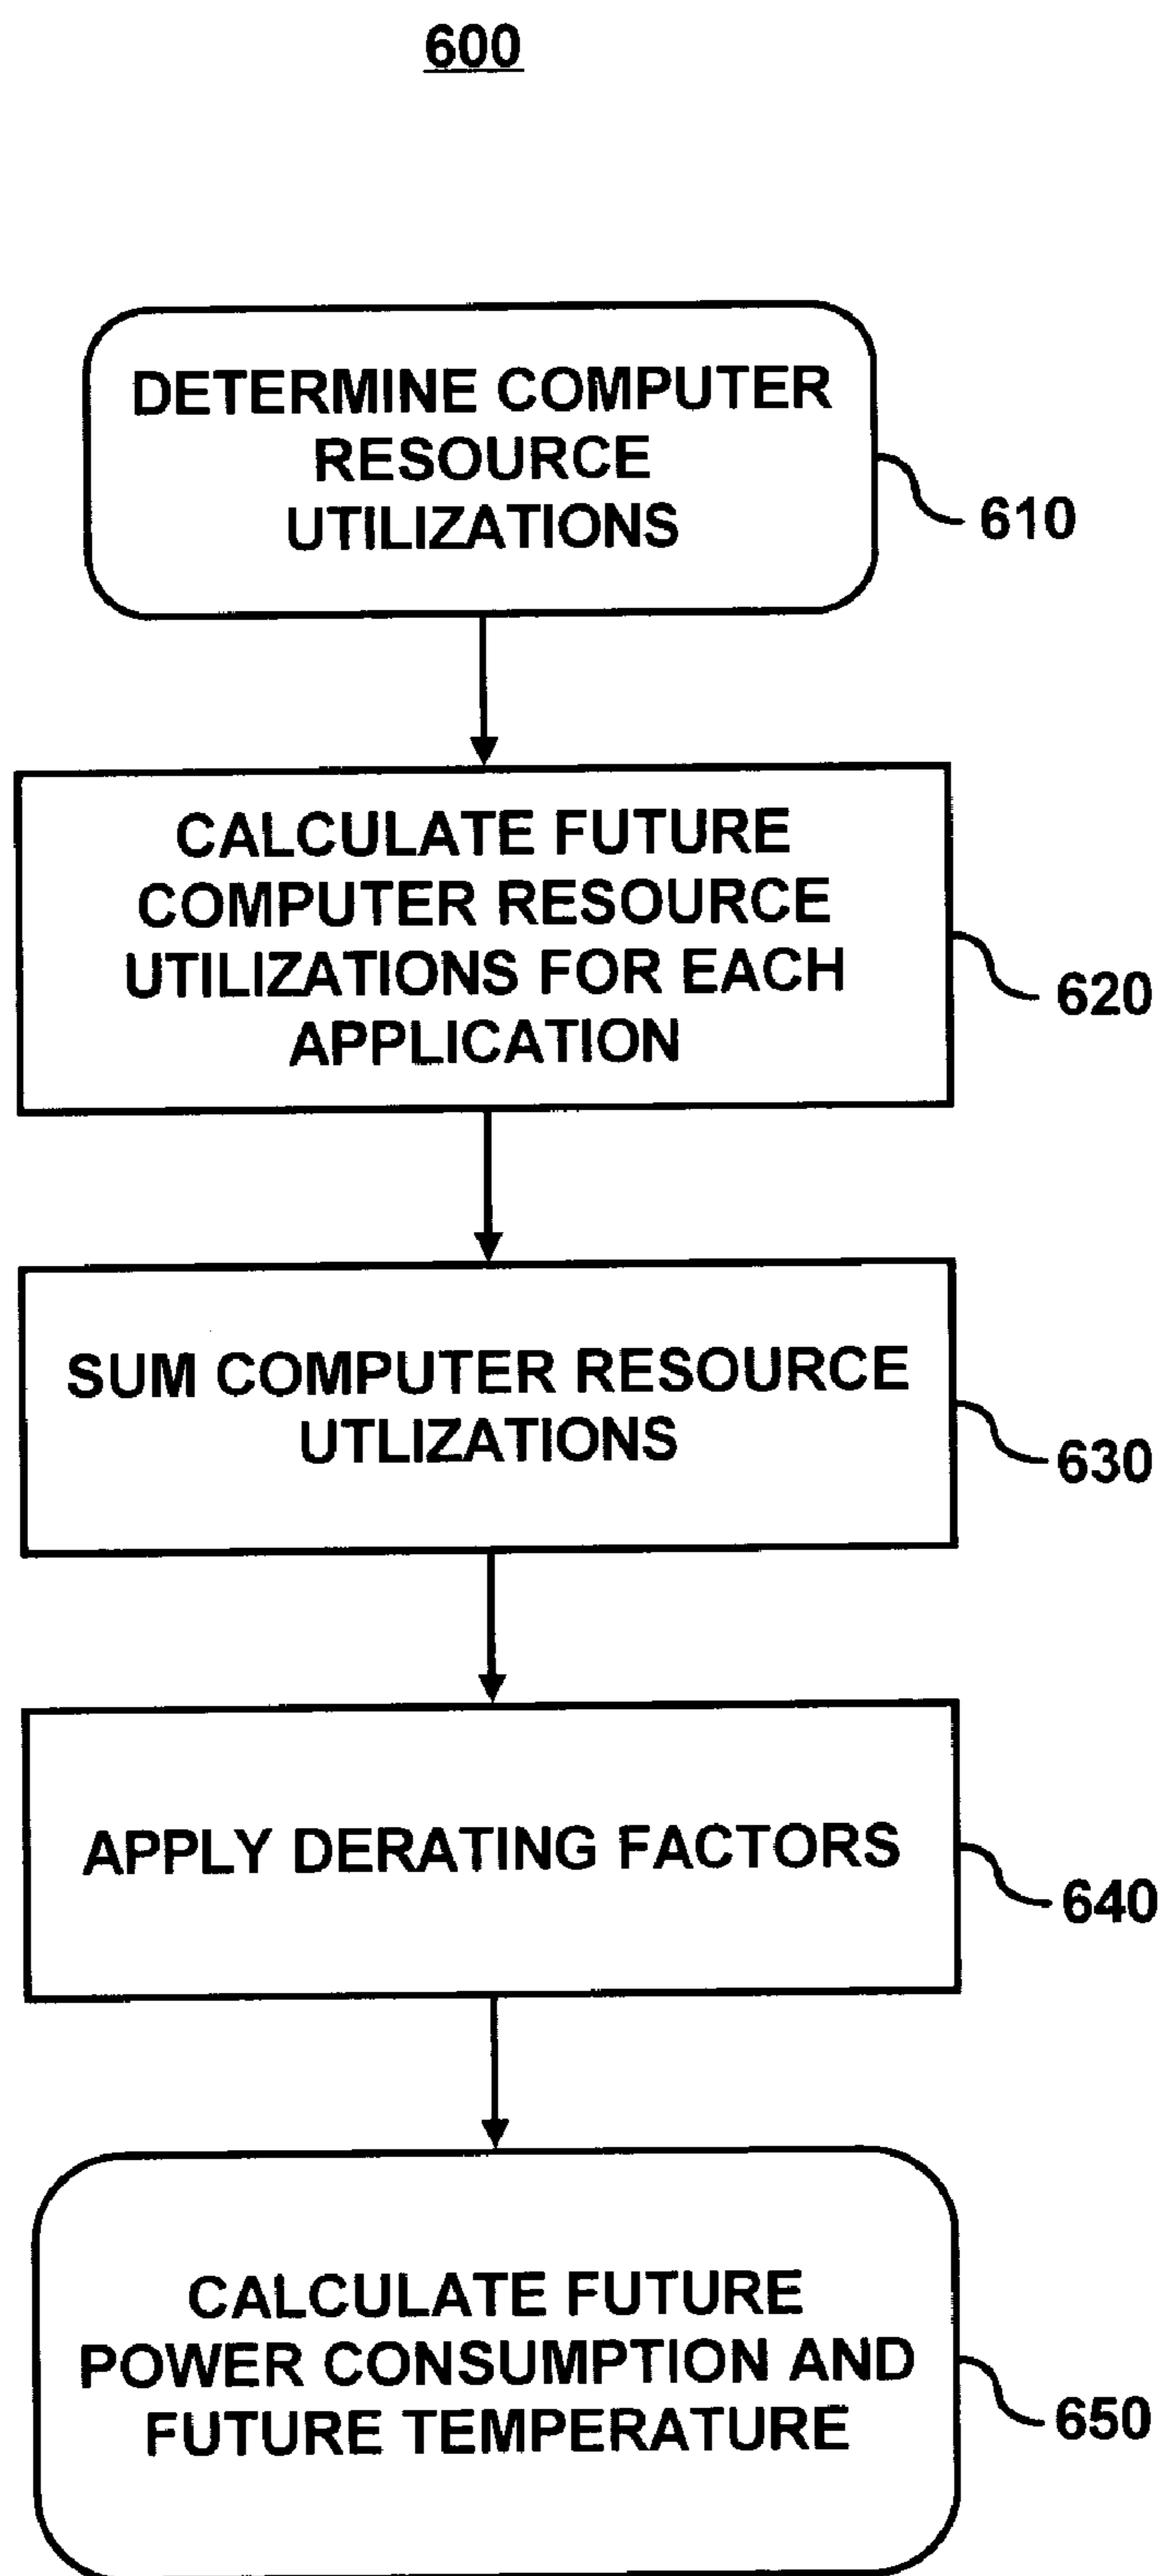 600
DETERMINE COMPUTER
RESOURCE
UTILIZATIONS
610
CALCULATE FUTURE
COMPUTER RESOURCE
UTILIZATIONS FOR EACH
APPLICATION
620
SUM COMPUTER RESOURCE
UTLIZATIONS
630
APPLY DERATING FACTORS
640
CALCULATE FUTURE
POWER CONSUMPTION AND
FUTURE TEMPERATURE
650